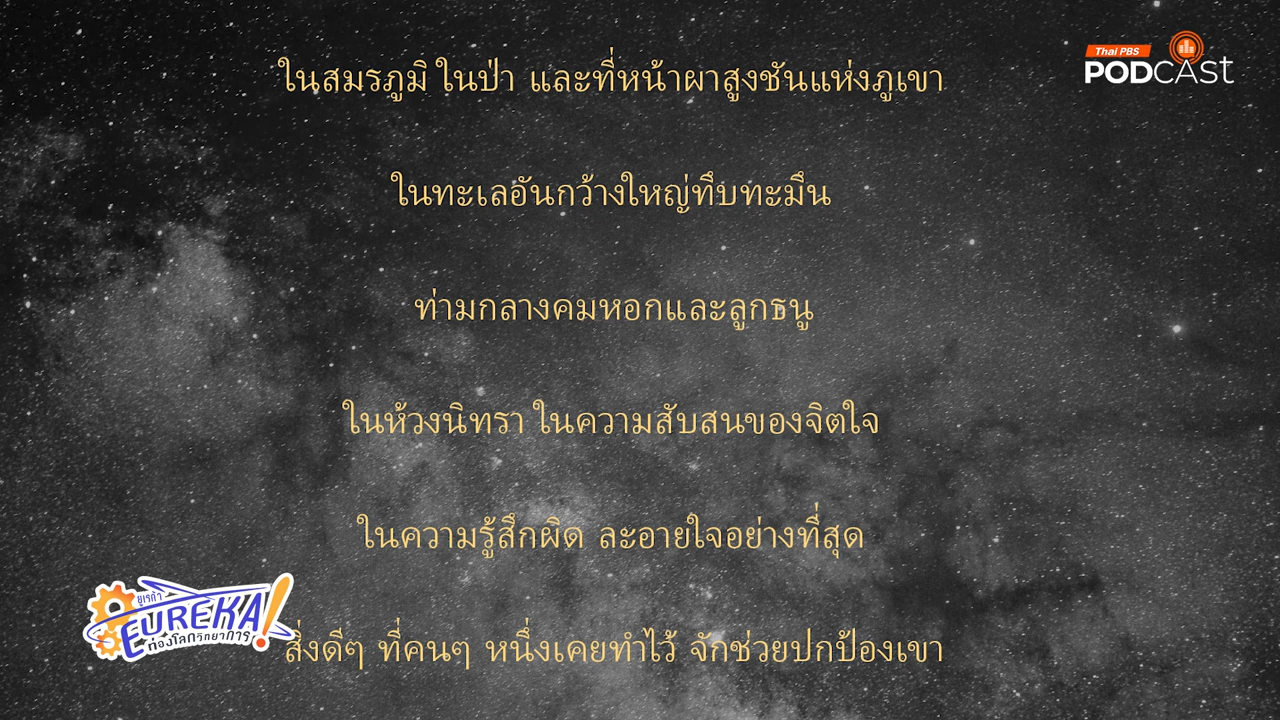 Thai PBS
PODCAST
ในสมรภูมิ ในป่า และที่หน้าผาสูงชันแห่งภูเขา
ในทะเลอันกว้างใหญ่ทึบทะมึน
ท่ามกลางคมหอกและลูกธนู
ในห้วงนิทรา ในความสับสนของจิตใจ
ในความรู้สึกผิด ละอายใจอย่างที่สุด
สิ่งดีๆ ที่คนๆ หนึ่งเคยทำไว้ จักช่วยปกป้องเขา
ยูเรก้า
EUREKA!
ท่องโลกวิทยาการ